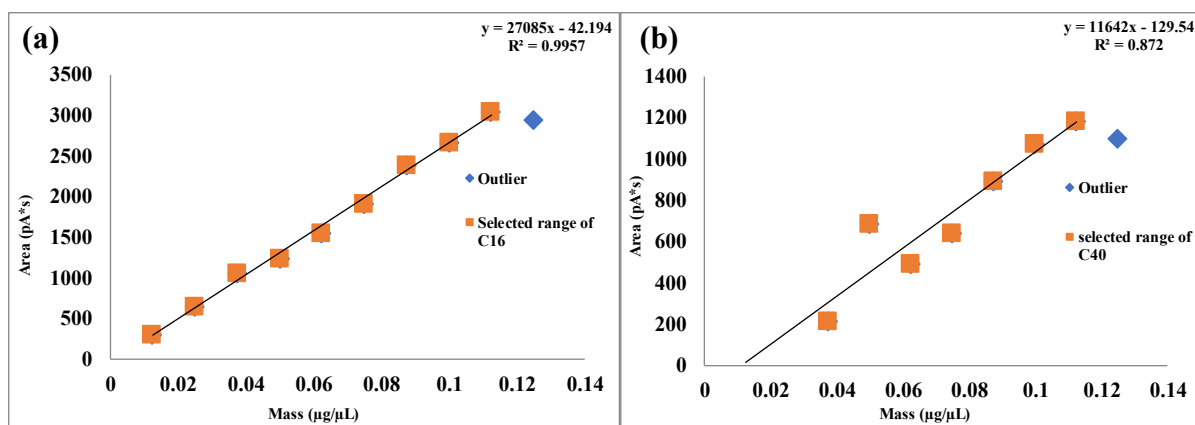 (a)
y = 27085x - 42.194
R² = 0.9957
3500
3000
2500
2000
1500
1000
500
0
Area (pA*s)
0 0.02 0.04 0.06 0.08 0.1 0.12 0.14
Mass (µg/µL)
Outlier
Selected range of
C16
(b)
y = 11642x - 129.54
R² = 0.872
1400
1200
1000
800
600
400
200
0
Area (pA*s)
0 0.02 0.04 0.06 0.08 0.1 0.12 0.14
Mass (µg/µL)
Outlier
selected range of
C40